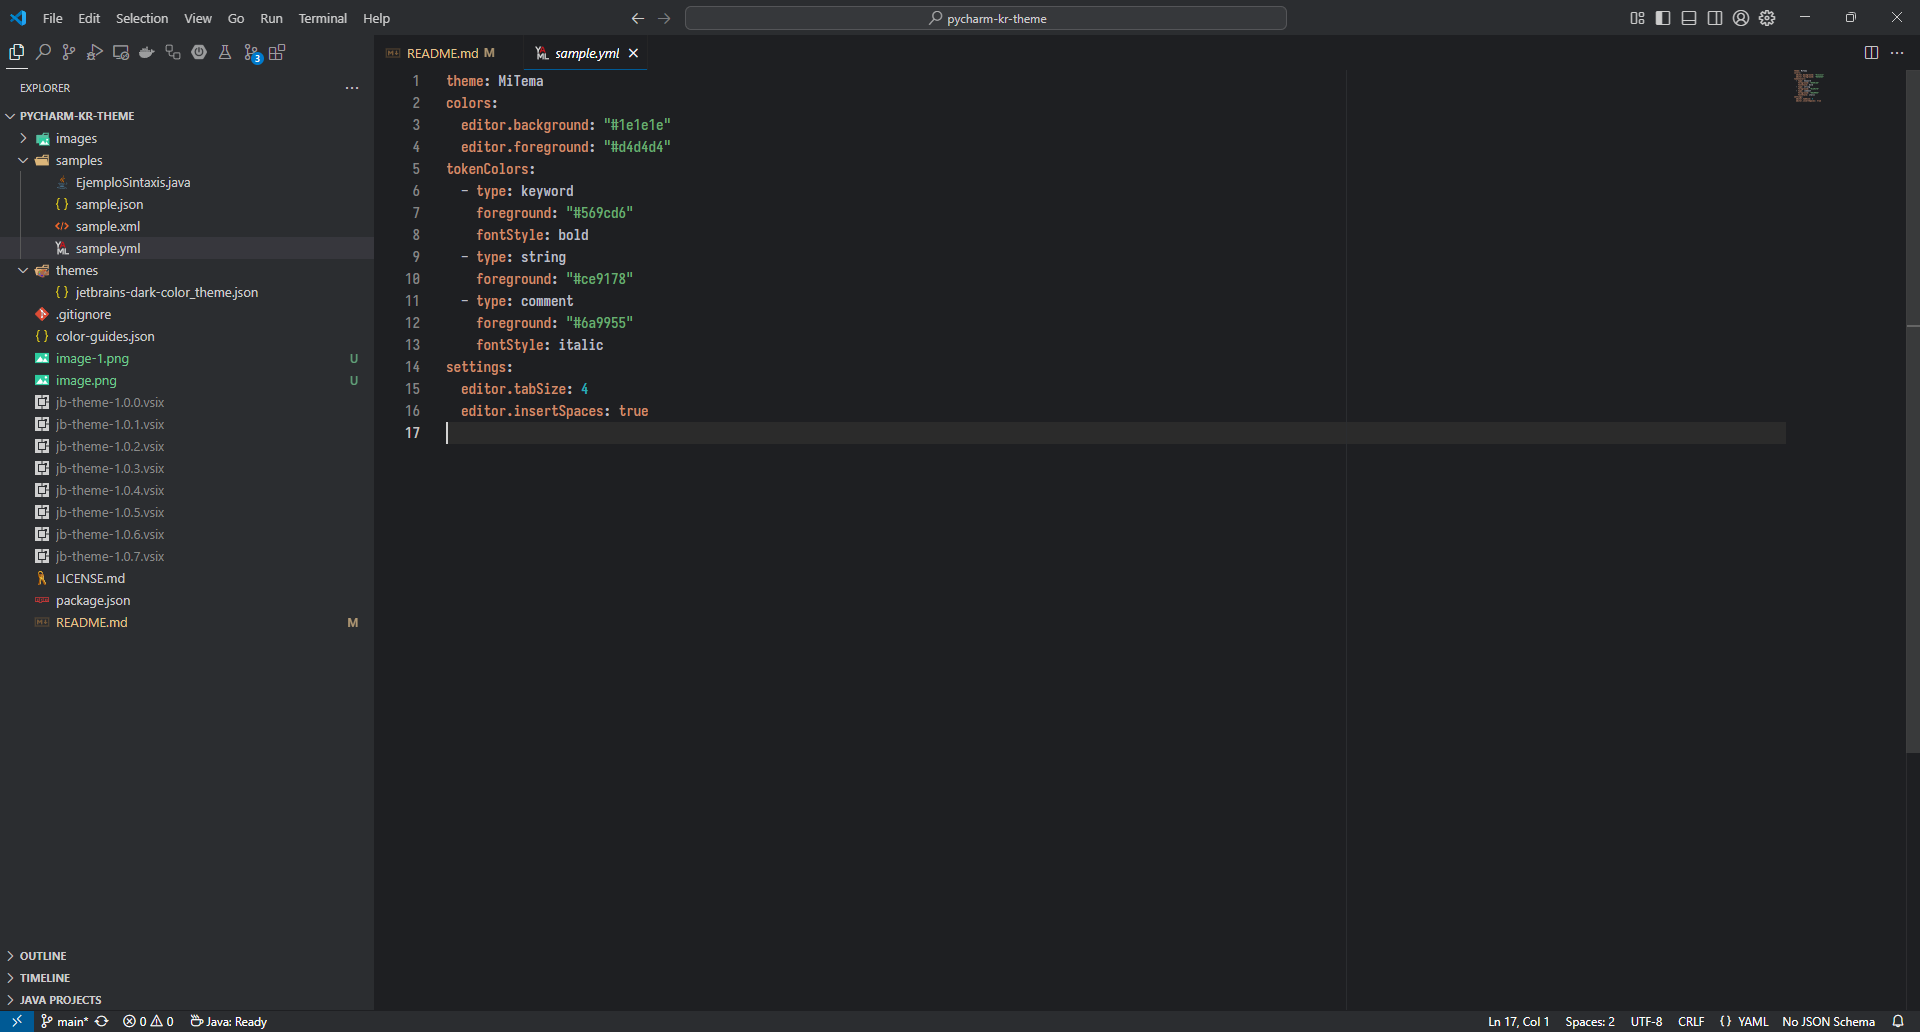 File Edit Selection View Go Run Terminal Help
pycharm-kr-theme
3
EXPLORER
PYCHARM-KR-THEME
images
samples
EjemploSintaxis.java
sample.json
sample.xml
sample.yml
themes
jetbrains-dark-color_theme.json
.gitignore
color-guides.json
image-1.png U
image.png U
jb-theme-1.0.0.vsix
jb-theme-1.0.1.vsix
jb-theme-1.0.2.vsix
jb-theme-1.0.3.vsix
jb-theme-1.0.4.vsix
jb-theme-1.0.5.vsix
jb-theme-1.0.6.vsix
jb-theme-1.0.7.vsix
LICENSE.md
package.json
README.md M
OUTLINE
TIMELINE
JAVA PROJECTS
README.md M
sample.yml
1 theme: MiTema
2 colors:
3   editor.background: "#1e1e1e"
4   editor.foreground: "#d4d4d4"
5 tokenColors:
6   - type: keyword
7     foreground: "#569cd6"
8     fontStyle: bold
9   - type: string
10     foreground: "#ce9178"
11   - type: comment
12     foreground: "#6a9955"
13     fontStyle: italic
14 settings:
15   editor.tabSize: 4
16   editor.insertSpaces: true
17
main* 0 0 Java: Ready
Ln 17, Col 1 Spaces: 2 UTF-8 CRLF {} YAML No JSON Schema